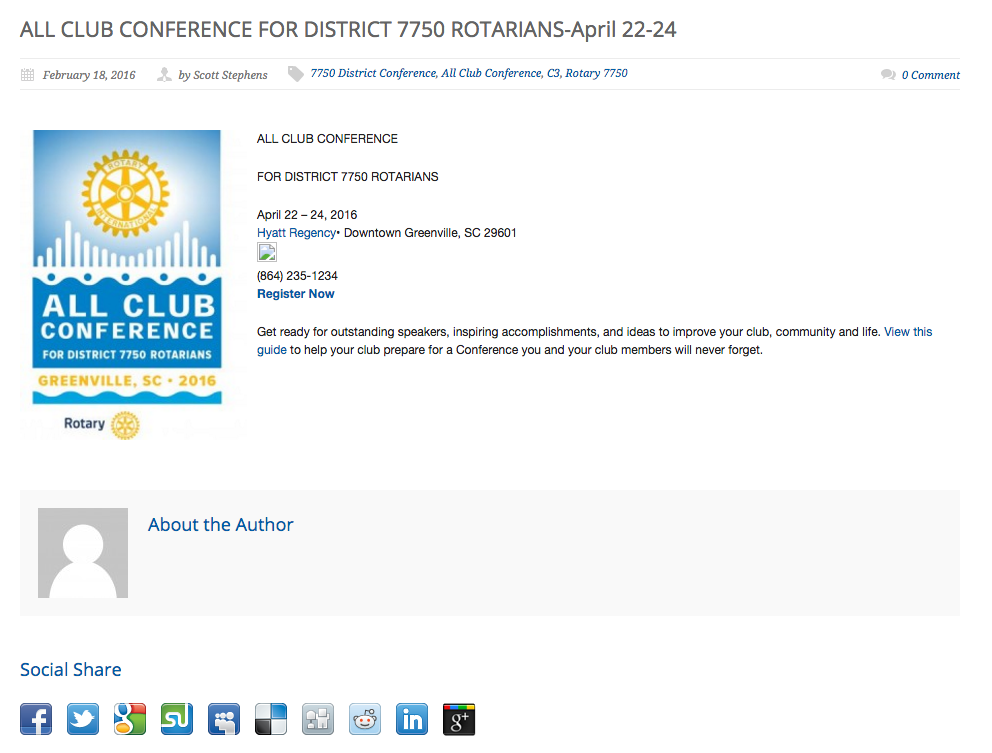 ALL CLUB CONFERENCE FOR DISTRICT 7750 ROTARIANS-April 22-24
February 18, 2016 by Scott Stephens 7750 District Conference, All Club Conference, C3, Rotary 7750 0 Comment
ROTARY
INTERNATIONAL
ALL CLUB
CONFERENCE
FOR DISTRICT 7750 ROTARIANS
GREENVILLE, SC • 2016
Rotary
ALL CLUB CONFERENCE
FOR DISTRICT 7750 ROTARIANS
April 22 – 24, 2016
Hyatt Regency• Downtown Greenville, SC 29601
(864) 235-1234
Register Now
Get ready for outstanding speakers, inspiring accomplishments, and ideas to improve your club, community and life. View this
guide to help your club prepare for a Conference you and your club members will never forget.
About the Author
Social Share